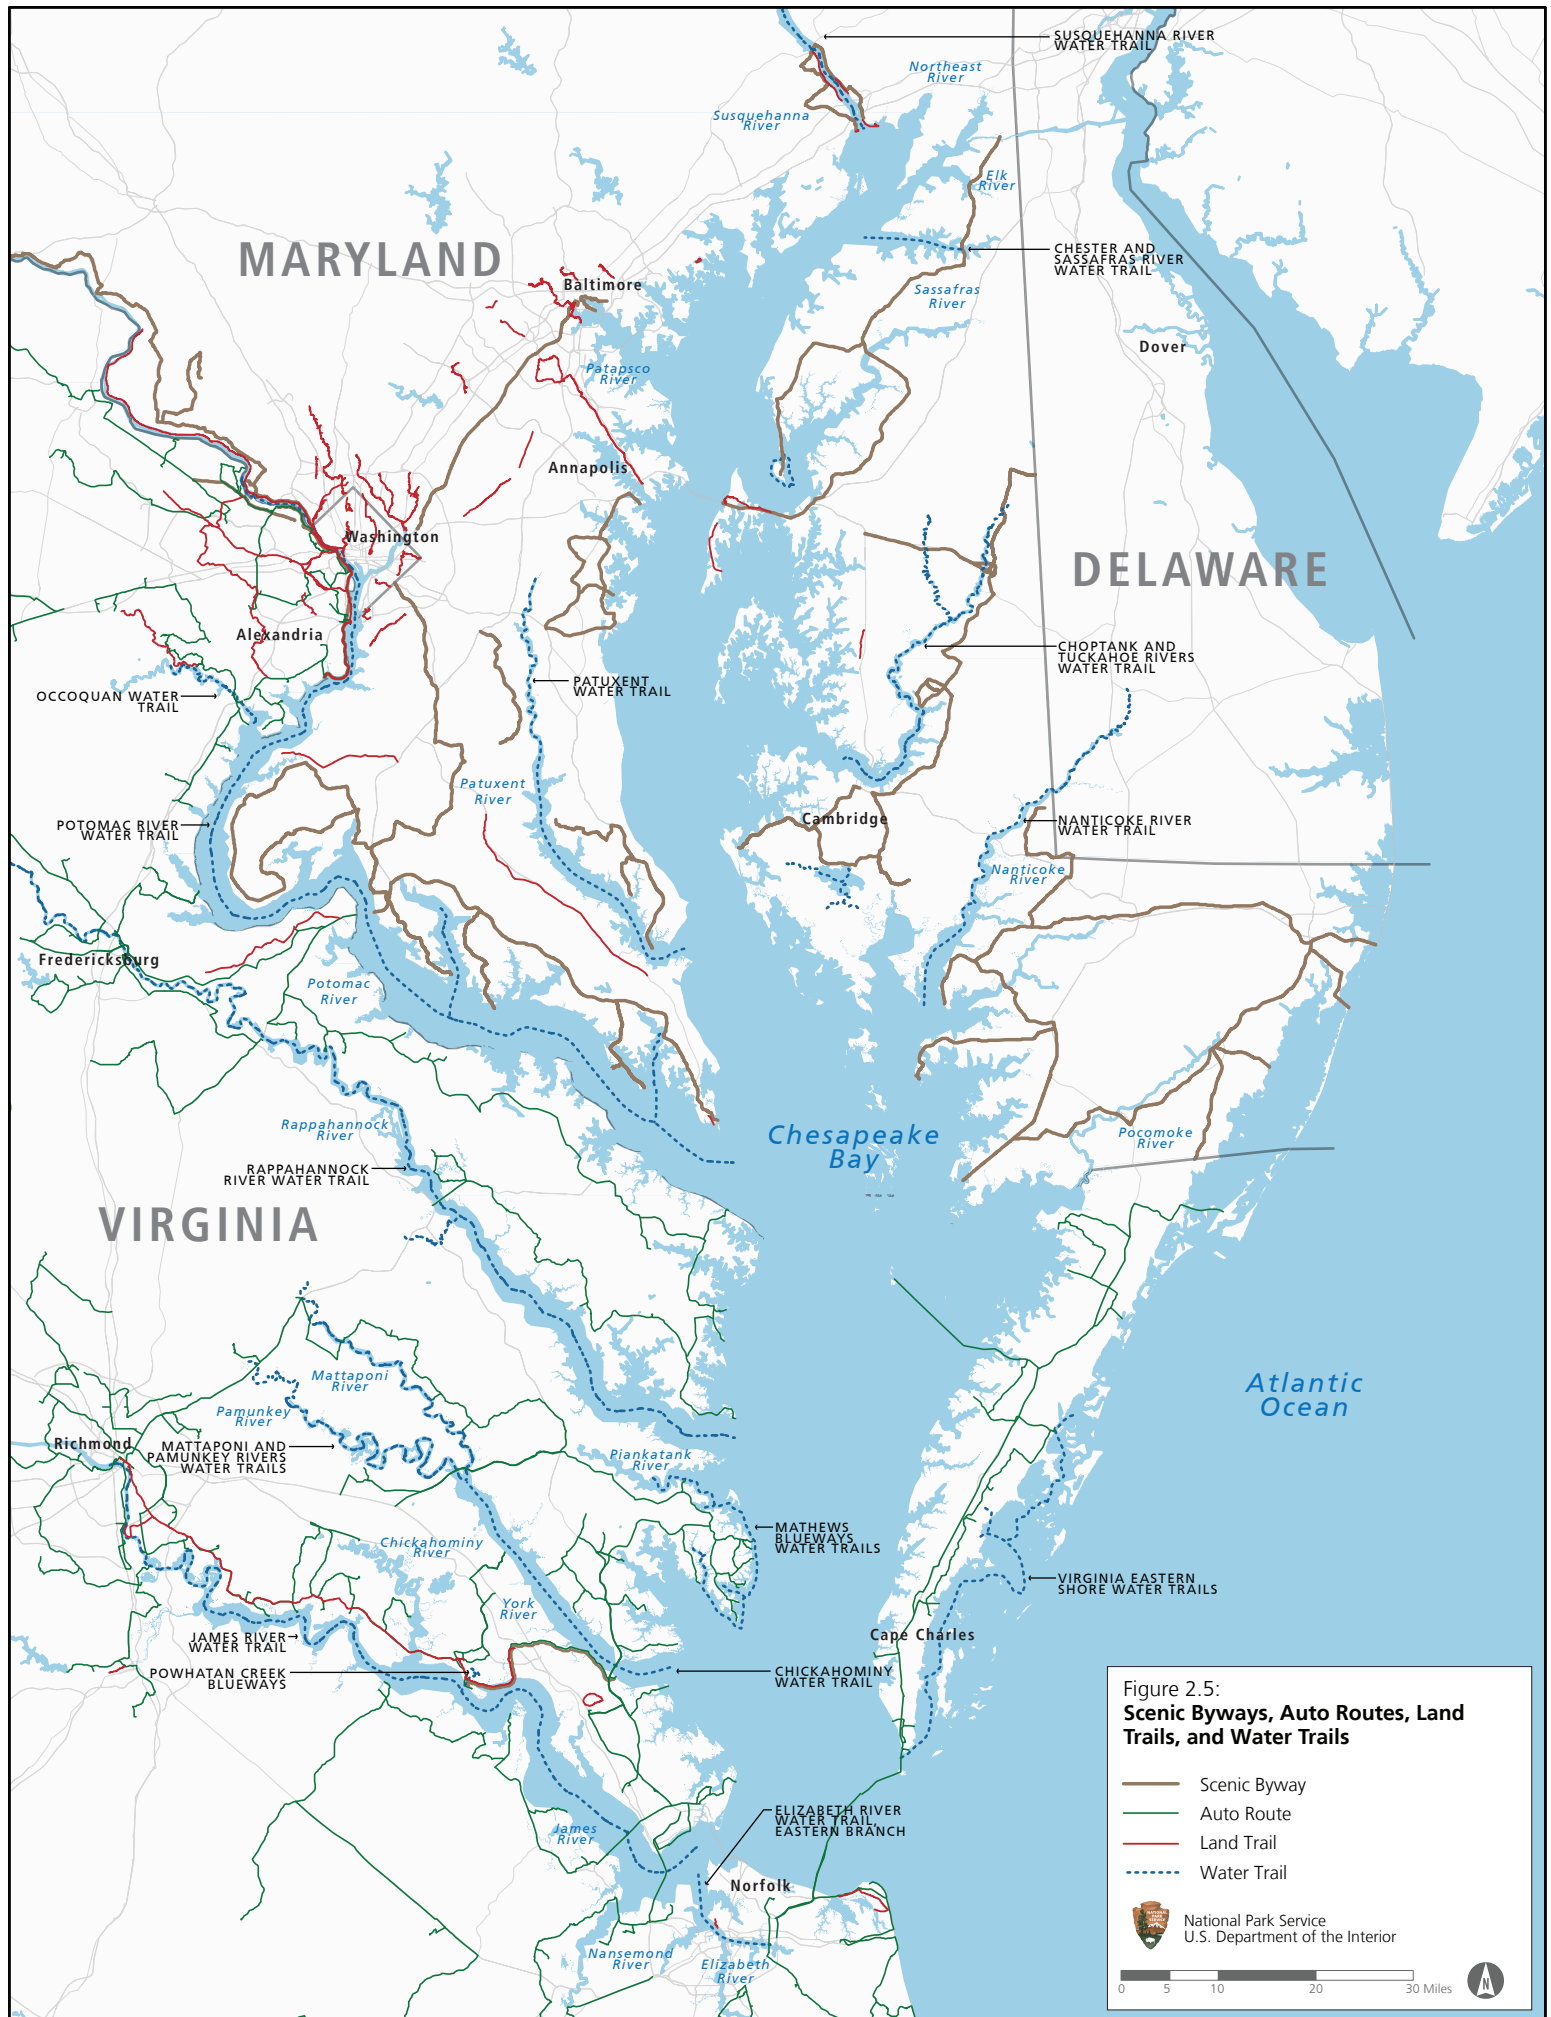 SUSQUEHANNA RIVER
WATER TRAIL
Northeast
River
Susquehanna
River
Elk
River
MARYLAND
CHESTER AND
SASSAFRAS RIVER
WATER TRAIL
Baltimore
Sassafras
River
Dover
Patapsco
River
Annapolis
Washington
DELAWARE
Alexandria
CHOPTANK AND
TUCKAHOE RIVERS
WATER TRAIL
OCCOQUAN WATER
TRAIL
PATUXENT
WATER TRAIL
Patuxent
River
POTOMAC RIVER
WATER TRAIL
Cambridge
NANTICOKE RIVER
WATER TRAIL
Nanticoke
River
Fredericksburg
Potomac
River
Rappahannock
River
Chesapeake
Bay
Pocomoke
River
RAPPAHANNOCK
RIVER WATER TRAIL
VIRGINIA
Mattaponi
River
Atlantic
Ocean
Pamunkey
River
Richmond
MATTAPONI AND
PAMUNKEY RIVERS
WATER TRAILS
Piankatank
River
MATHEWS
BLUEWAYS
WATER TRAILS
Chickahominy
River
VIRGINIA EASTERN
SHORE WATER TRAILS
York
River
JAMES RIVER
WATER TRAIL
Cape Charles
POWHATAN CREEK
BLUEWAYS
CHICKAHOMINY
WATER TRAIL
ELIZABETH RIVER
WATER TRAIL,
EASTERN BRANCH
James
River
Norfolk
Nansemond
River
Elizabeth
River
Figure 2.5:
Scenic Byways, Auto Routes, Land
Trails, and Water Trails
Scenic Byway
Auto Route
Land Trail
Water Trail
NATIONAL
PARK
SERVICE
National Park Service
U.S. Department of the Interior
0 5 10 20 30 Miles
N